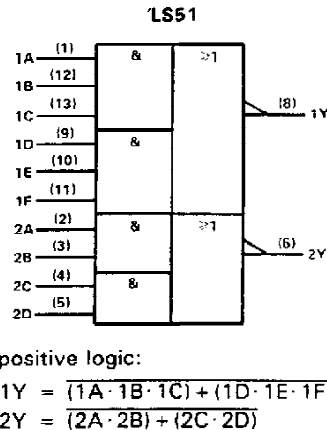 'LS51
& ≥1
1A (1)
1B (12)
1C (13)
1Y (8)
&
1D (9)
1E (10)
1F (11)
& ≥1
2A (2)
2B (3)
2Y (6)
&
2C (4)
2D (5)
positive logic:
1Y = (1A · 1B · 1C) + (1D · 1E · 1F
2Y = (2A · 2B) + (2C · 2D)